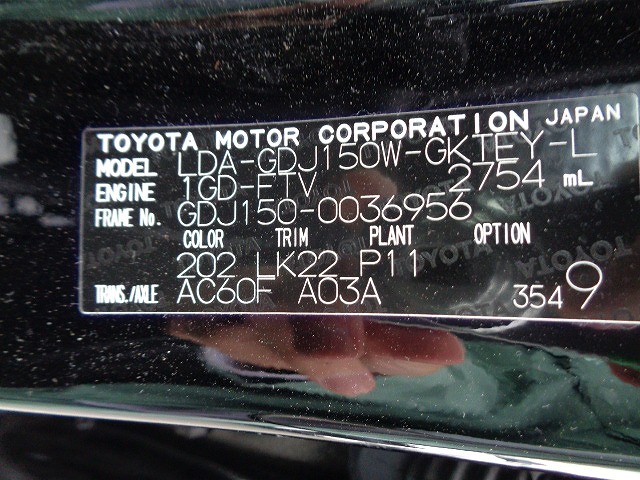 TOYOTA MOTOR CORPORATION JAPAN
MODEL LDA-GDJ150W-GKTEY-L
ENGINE 1GD-FTV 2754 mL
FRAME No. GDJ150-0036956
COLOR TRIM PLANT OPTION
202 LK22 P11
TRANS./AXLE AC60F A03A 3549